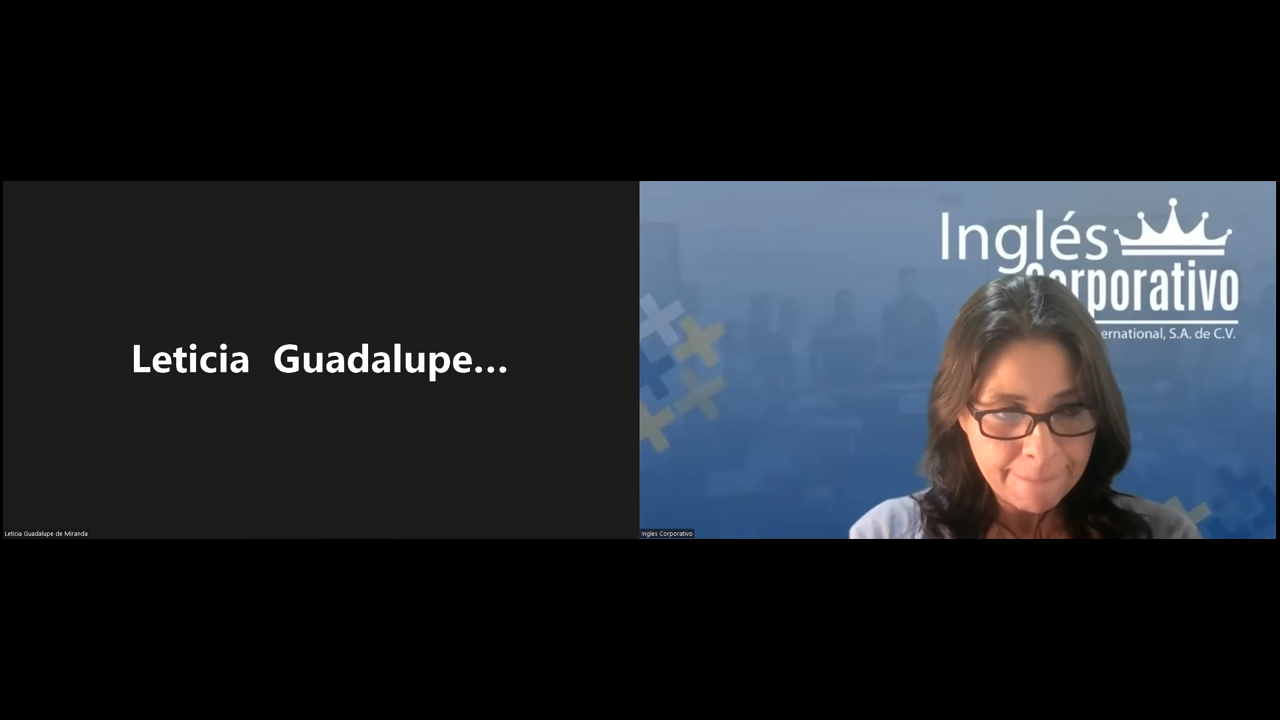 Leticia  Guadalupe...
Leticia Guadalupe de Miranda
Inglés
Corporativo
ernational, S.A. de C.V.
Ingles Corporativo